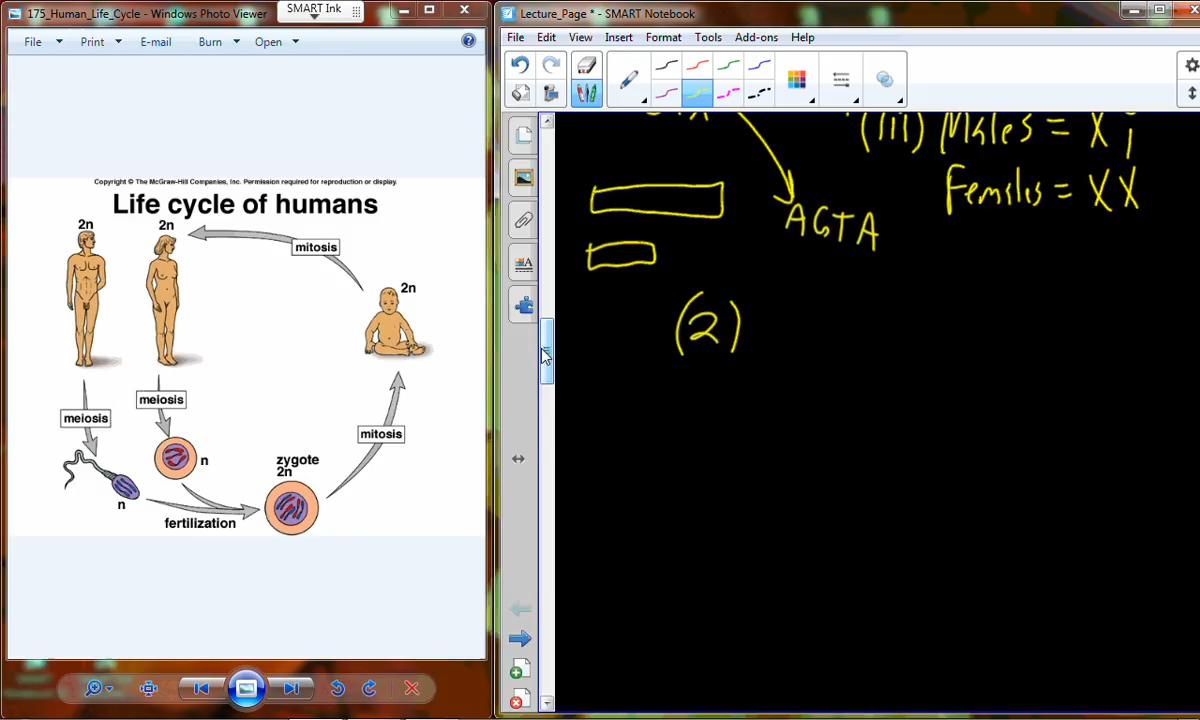 175_Human_Life_Cycle - Windows Photo Viewer
SMART Ink
File Print E-mail Burn Open
Copyright © The McGraw-Hill Companies, Inc. Permission required for reproduction or display.
Life cycle of humans
2n
2n
mitosis
2n
meiosis
meiosis
mitosis
n
zygote
2n
n
fertilization
Lecture_Page * - SMART Notebook
File Edit View Insert Format Tools Add-ons Help
(iii) Males = X
Females = XX
AGTA
(2)